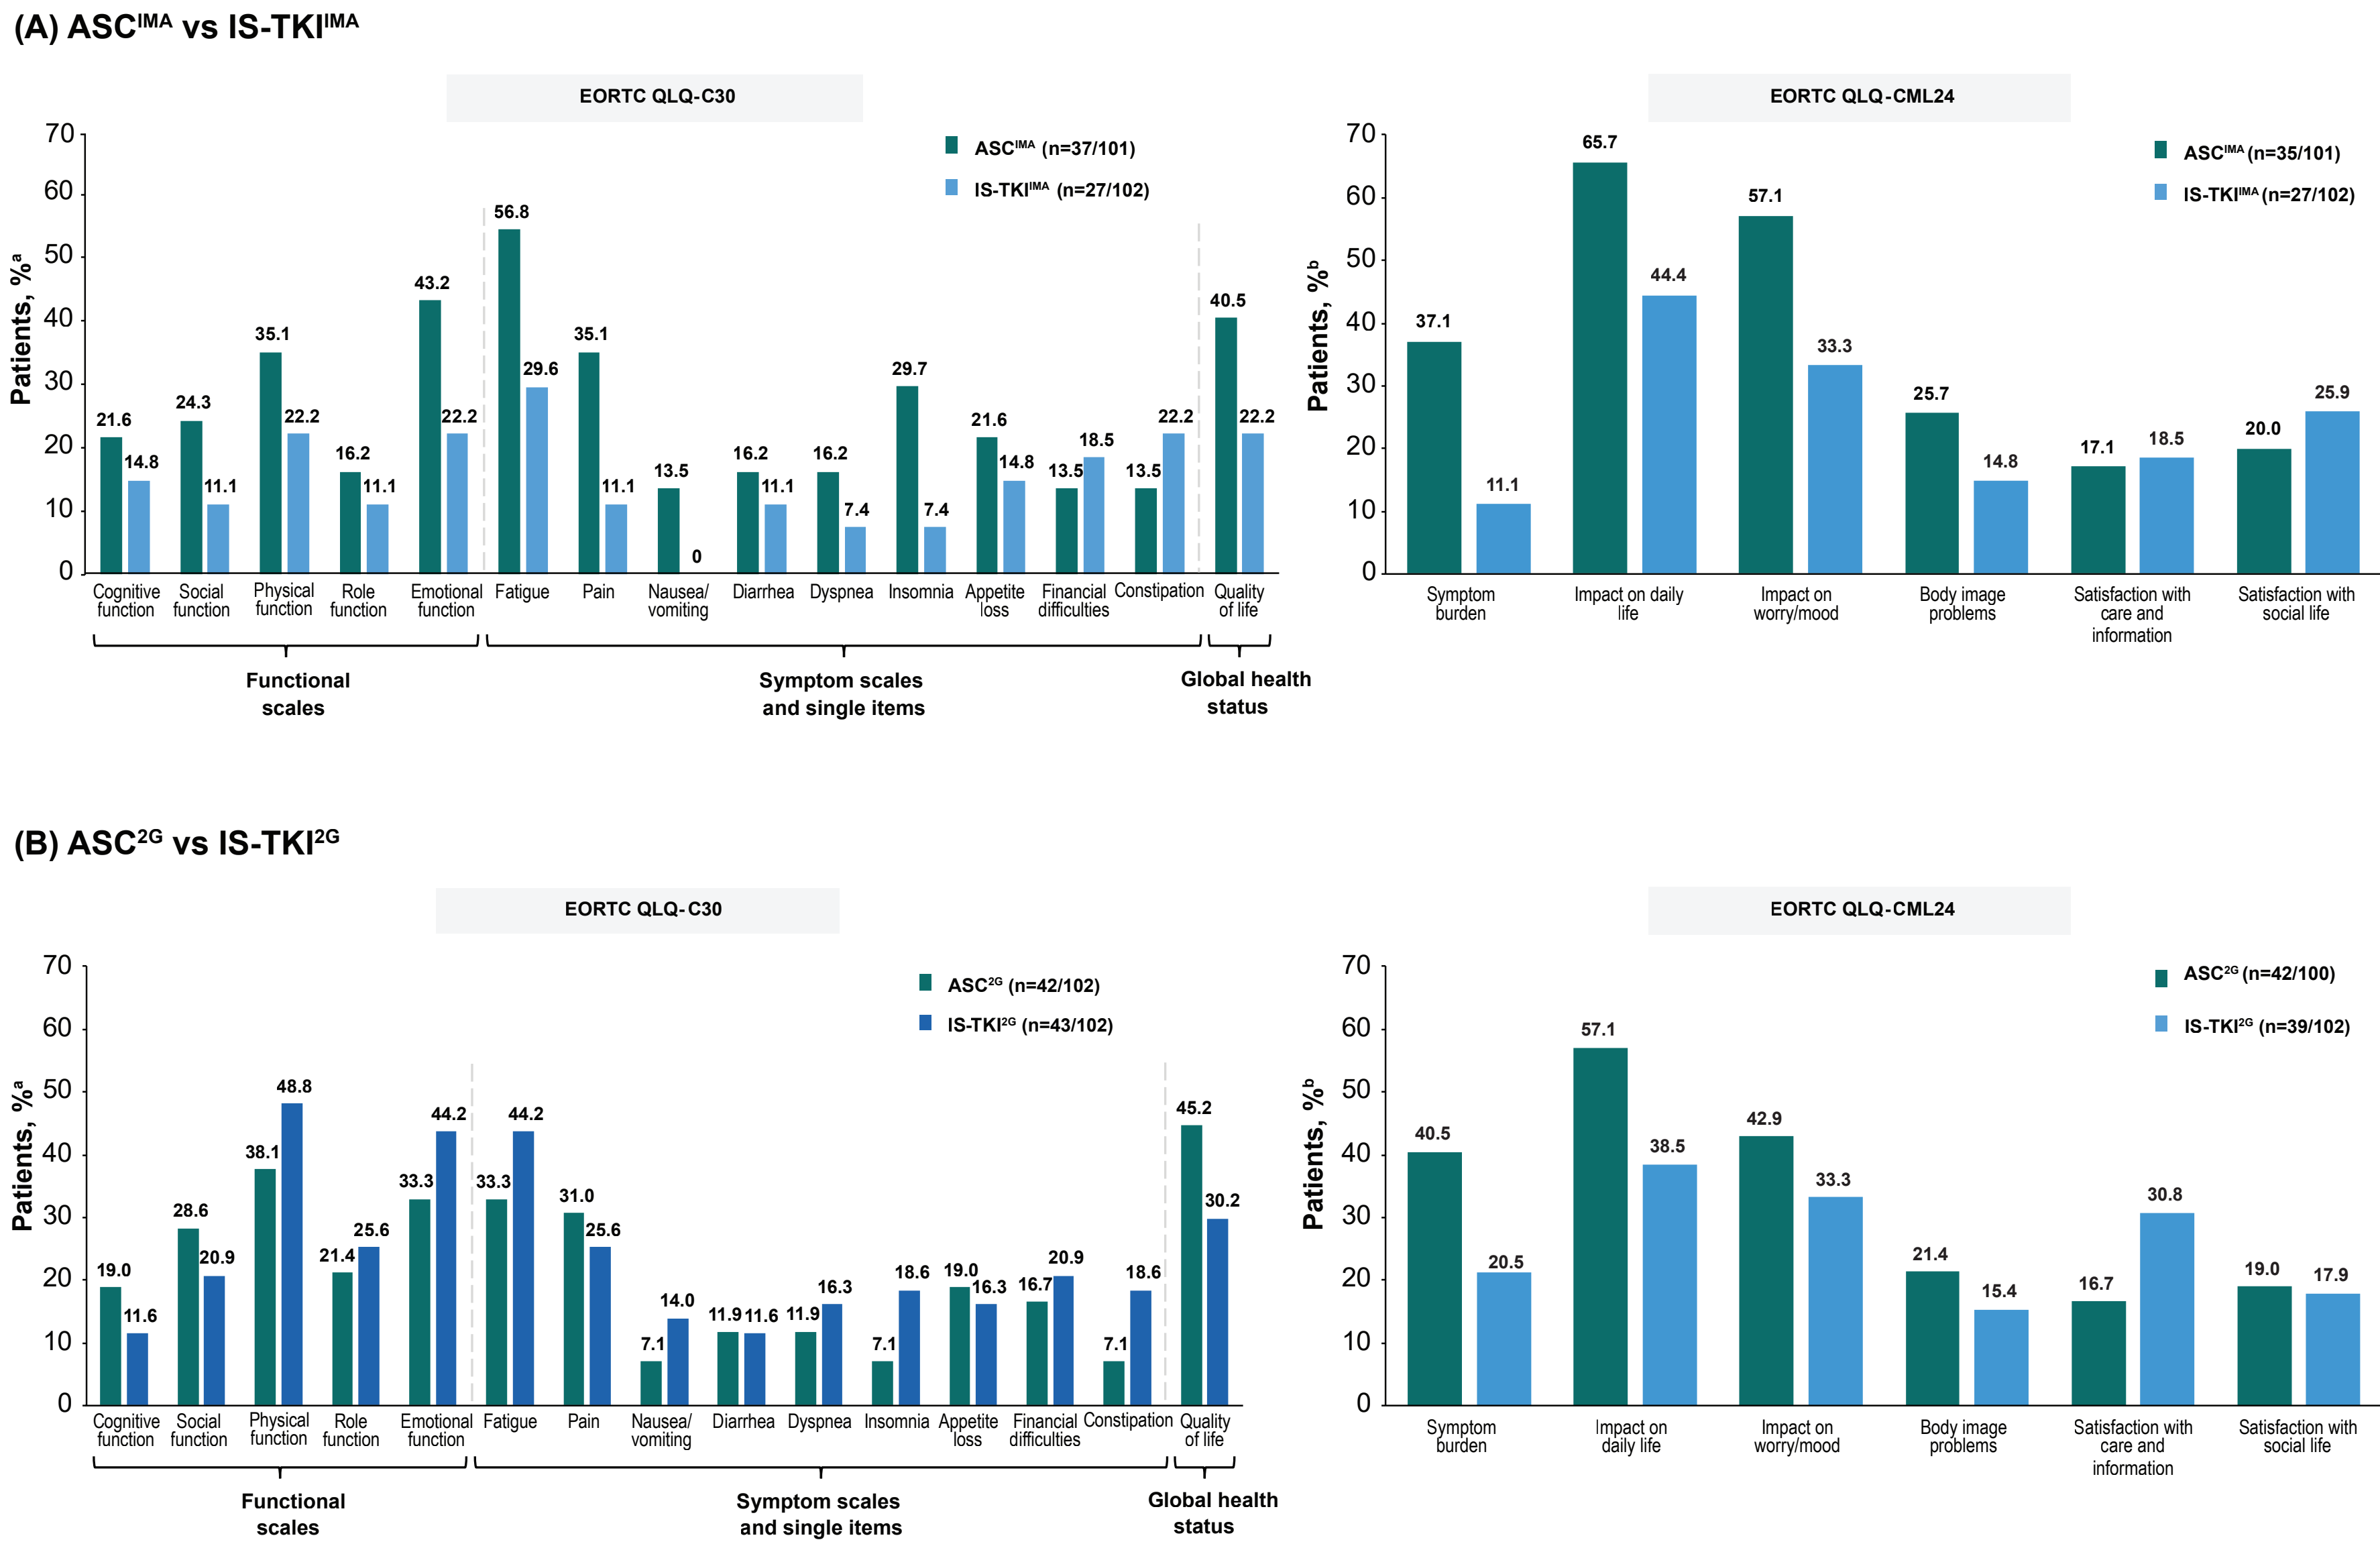 (A) ASCᴵᴹᴬ vs IS-TKIᴵᴹᴬ
EORTC QLQ-C30
ASCᴵᴹᴬ (n=37/101)
IS-TKIᴵᴹᴬ (n=27/102)
Patients, %ᵃ
70
60
50
40
30
20
10
0
21.6
14.8
24.3
11.1
35.1
22.2
16.2
11.1
43.2
22.2
56.8
29.6
35.1
11.1
13.5
0
16.2
11.1
16.2
7.4
29.7
7.4
21.6
14.8
13.5
18.5
13.5
22.2
40.5
22.2
Cognitive
function
Social
function
Physical
function
Role
function
Emotional
function
Fatigue
Pain
Nausea/
vomiting
Diarrhea
Dyspnea
Insomnia
Appetite
loss
Financial
difficulties
Constipation
Quality
of life
Functional
scales
Symptom scales
and single items
Global health
status
EORTC QLQ-CML24
ASCᴵᴹᴬ (n=35/101)
IS-TKIᴵᴹᴬ (n=27/102)
Patients, %ᵇ
70
60
50
40
30
20
10
0
37.1
11.1
65.7
44.4
57.1
33.3
25.7
14.8
17.1
18.5
20.0
25.9
Symptom
burden
Impact on daily
life
Impact on
worry/mood
Body image
problems
Satisfaction with
care and
information
Satisfaction with
social life
(B) ASC²ᴳ vs IS-TKI²ᴳ
EORTC QLQ-C30
ASC²ᴳ (n=42/102)
IS-TKI²ᴳ (n=43/102)
Patients, %ᵃ
70
60
50
40
30
20
10
0
19.0
11.6
28.6
20.9
38.1
48.8
21.4
25.6
33.3
44.2
33.3
44.2
31.0
25.6
7.1
14.0
11.9
11.6
11.9
16.3
7.1
18.6
19.0
16.3
16.7
20.9
7.1
18.6
45.2
30.2
Cognitive
function
Social
function
Physical
function
Role
function
Emotional
function
Fatigue
Pain
Nausea/
vomiting
Diarrhea
Dyspnea
Insomnia
Appetite
loss
Financial
difficulties
Constipation
Quality
of life
Functional
scales
Symptom scales
and single items
Global health
status
EORTC QLQ-CML24
ASC²ᴳ (n=42/100)
IS-TKI²ᴳ (n=39/102)
Patients, %ᵇ
70
60
50
40
30
20
10
0
40.5
20.5
57.1
38.5
42.9
33.3
21.4
15.4
16.7
30.8
19.0
17.9
Symptom
burden
Impact on
daily life
Impact on
worry/mood
Body image
problems
Satisfaction with
care and
information
Satisfaction with
social life